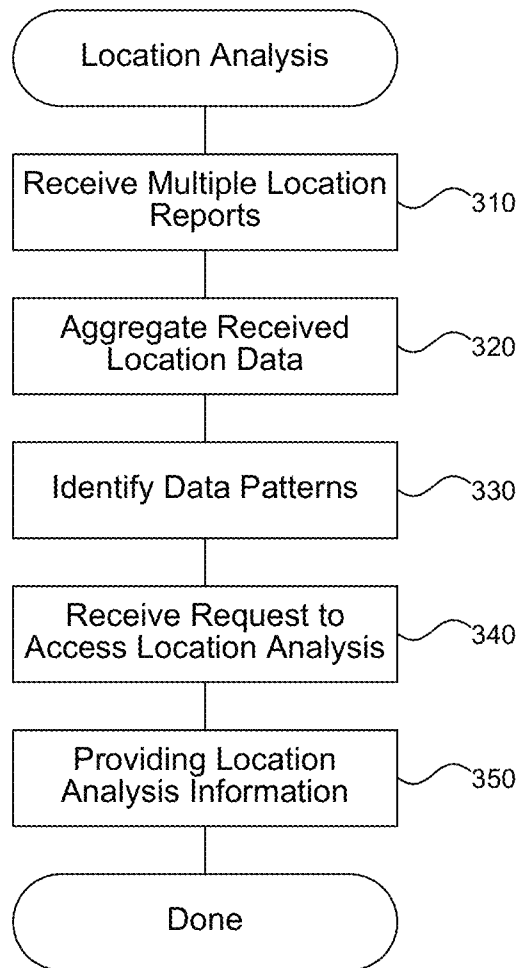 Location Analysis
Receive Multiple Location
Reports
310
Aggregate Received
Location Data
320
Identify Data Patterns
330
Receive Request to
Access Location Analysis
340
Providing Location
Analysis Information
350
Done